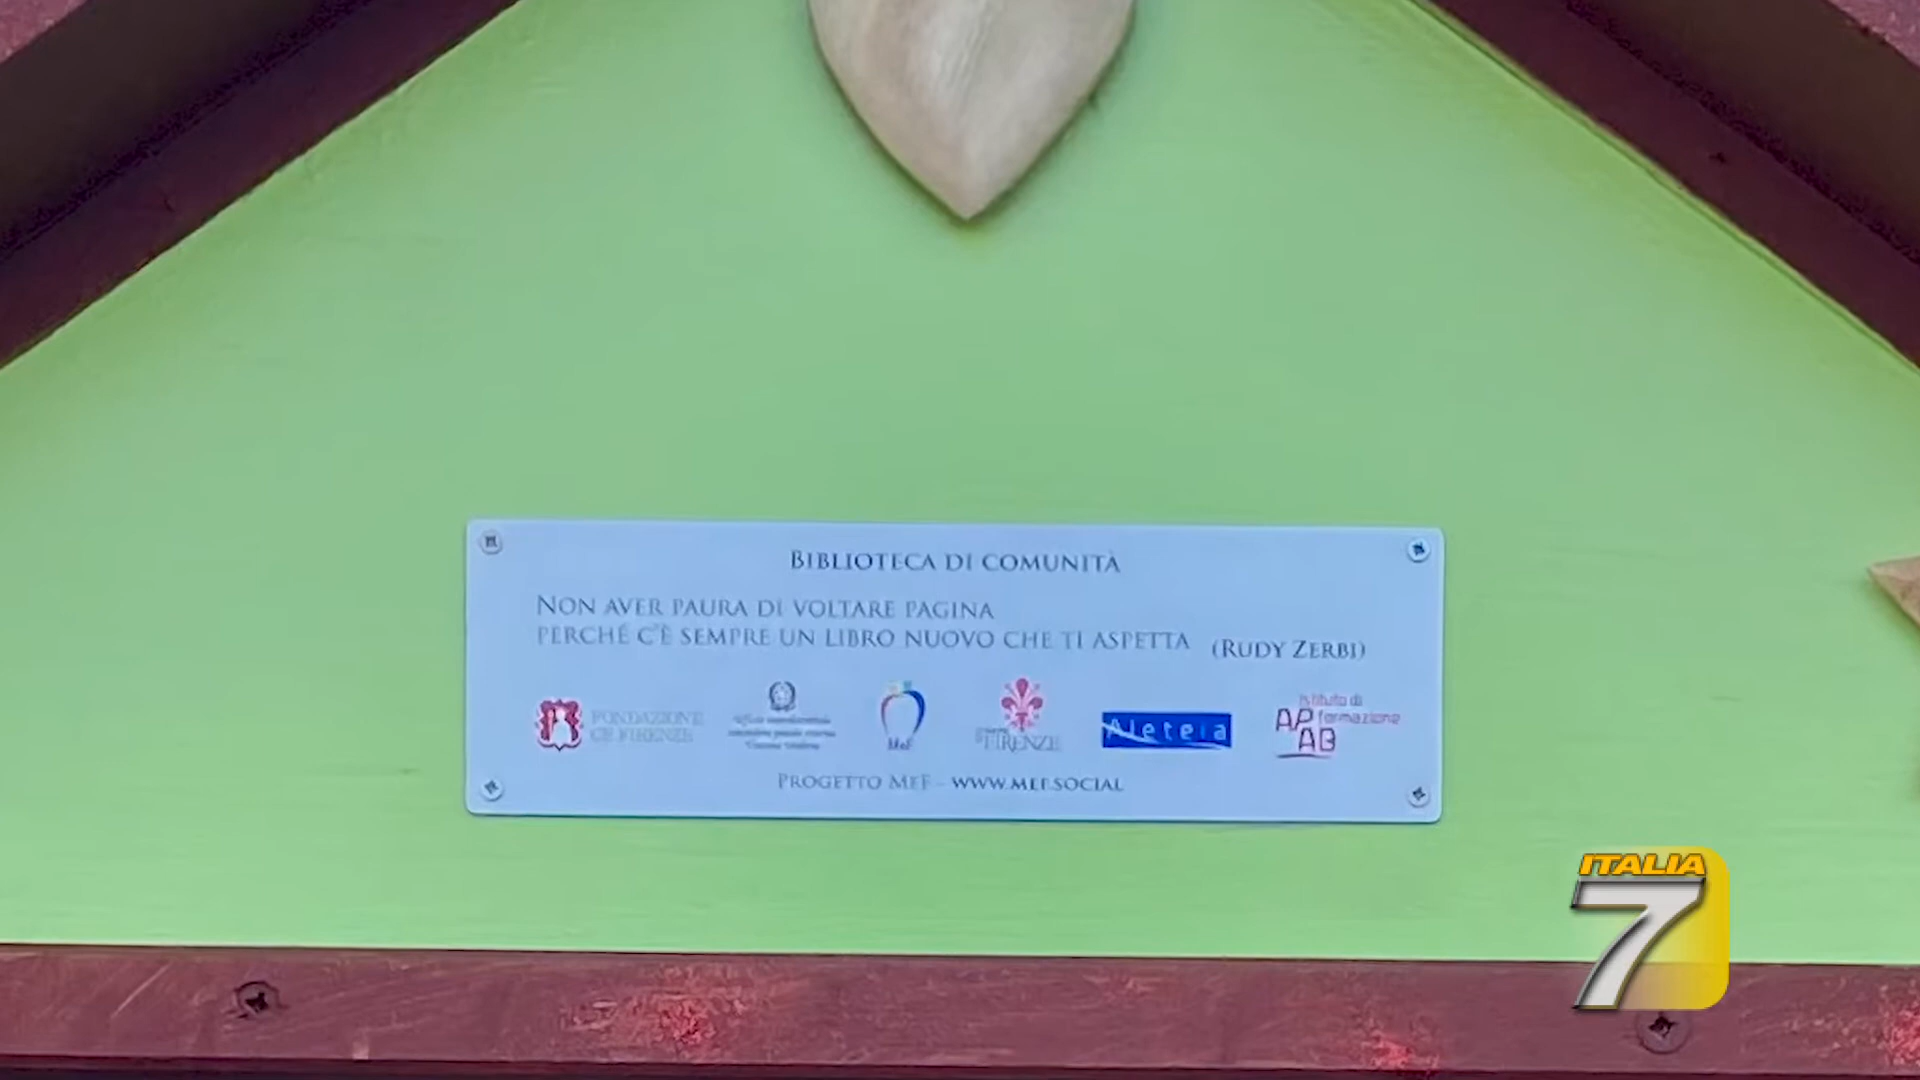 BIBLIOTECA DI COMUNITÀ
NON AVER PAURA DI VOLTARE PAGINA
PERCHÉ C'È SEMPRE UN LIBRO NUOVO CHE TI ASPETTA (RUDY ZERBI)
FONDAZIONE
CR FIRENZE
MeF
FIRENZE
Aleteia
Istituto di
formazione
APAB
PROGETTO MEF - WWW.MEF.SOCIAL
ITALIA
7